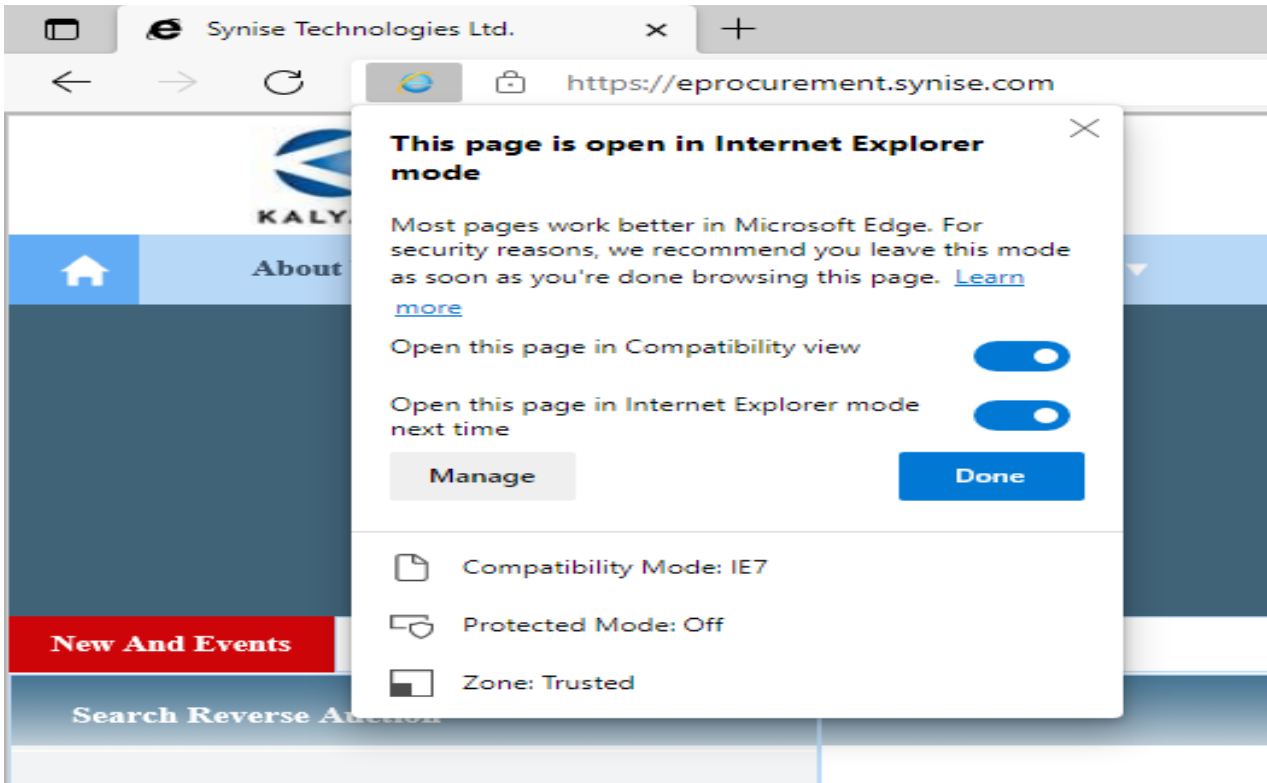 Synise Technologies Ltd.
https://eprocurement.synise.com
This page is open in Internet Explorer
mode
KALY
Most pages work better in Microsoft Edge. For
security reasons, we recommend you leave this mode
as soon as you're done browsing this page. Learn
more
About
Open this page in Compatibility view
Open this page in Internet Explorer mode
next time
Manage
Done
Compatibility Mode: IE7
Protected Mode: Off
Zone: Trusted
New And Events
Search Reverse Auction